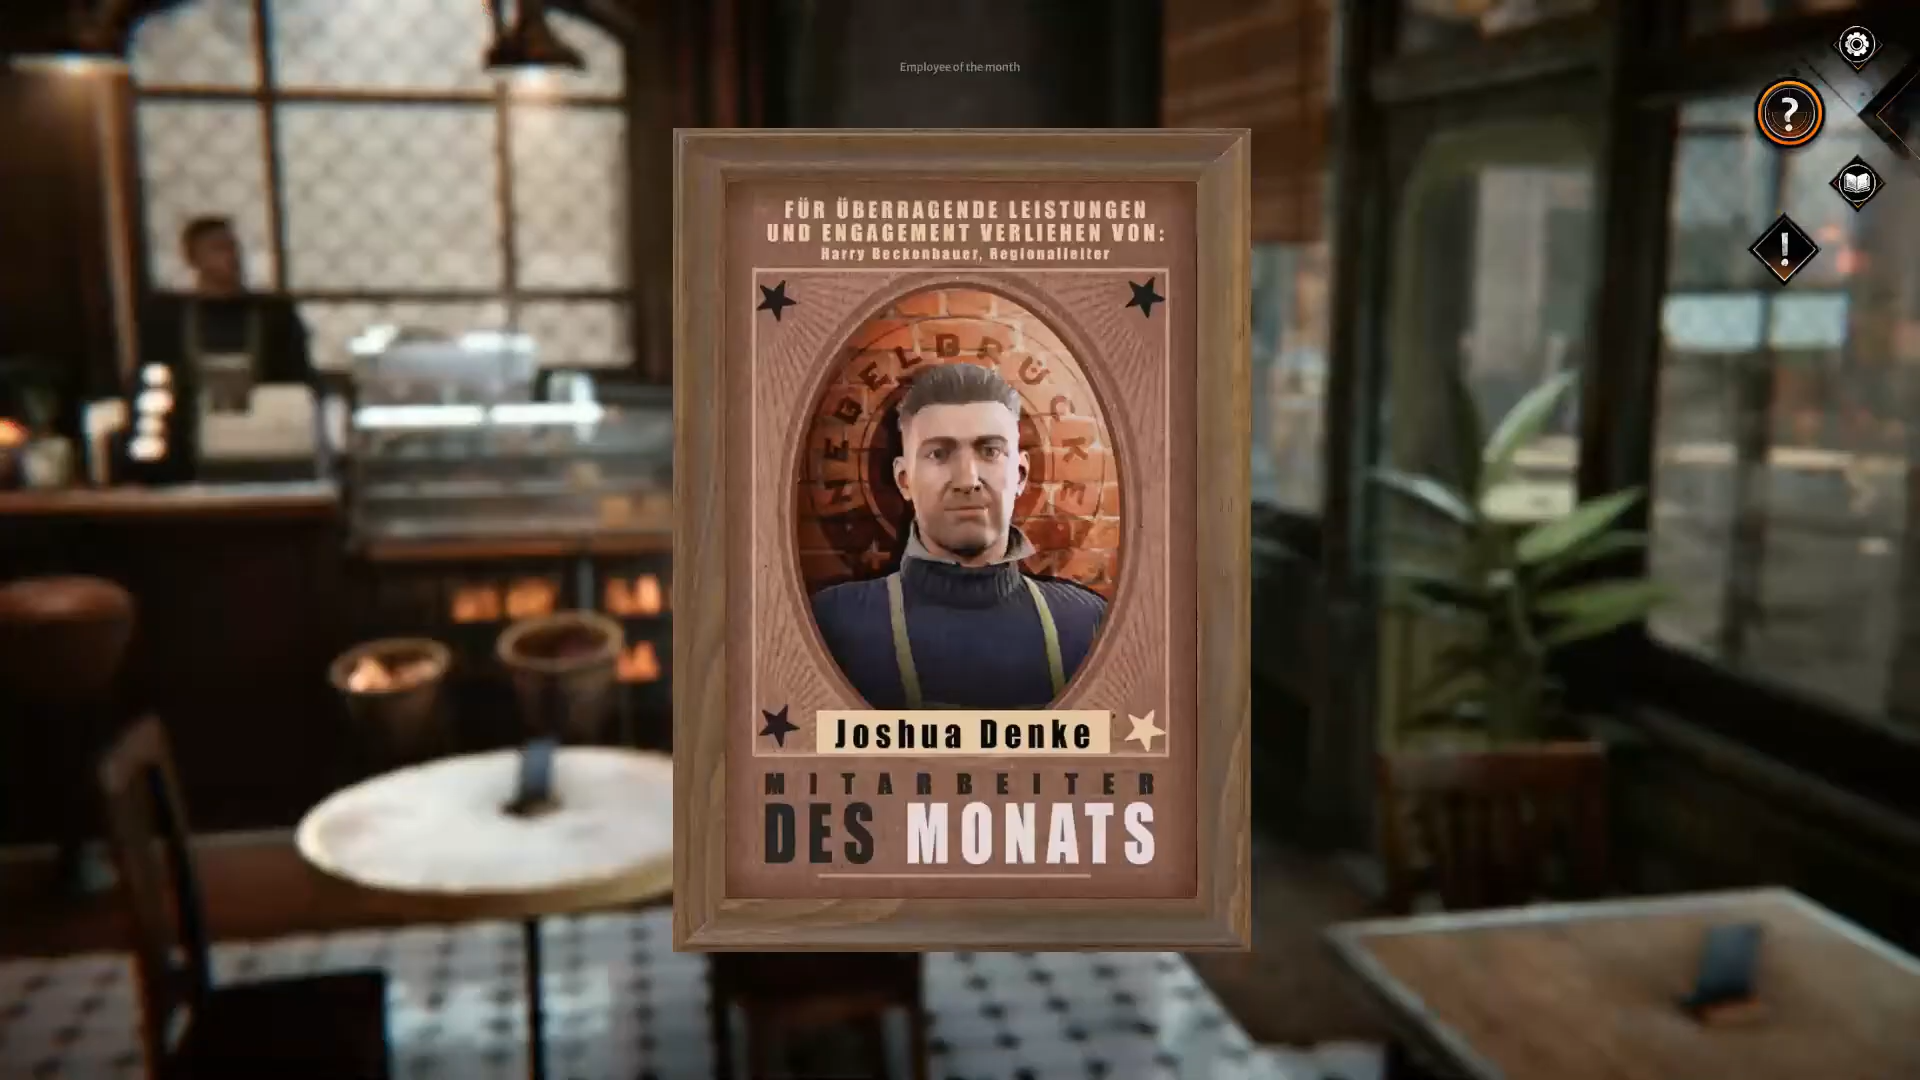 Employee of the month
FÜR ÜBERRAGENDE LEISTUNGEN
UND ENGAGEMENT VERLIEHEN VON:
Harry Beckenbauer, Regionalleiter
NEBELBRÜCKE
Joshua Denke
MITARBEITER
DES MONATS